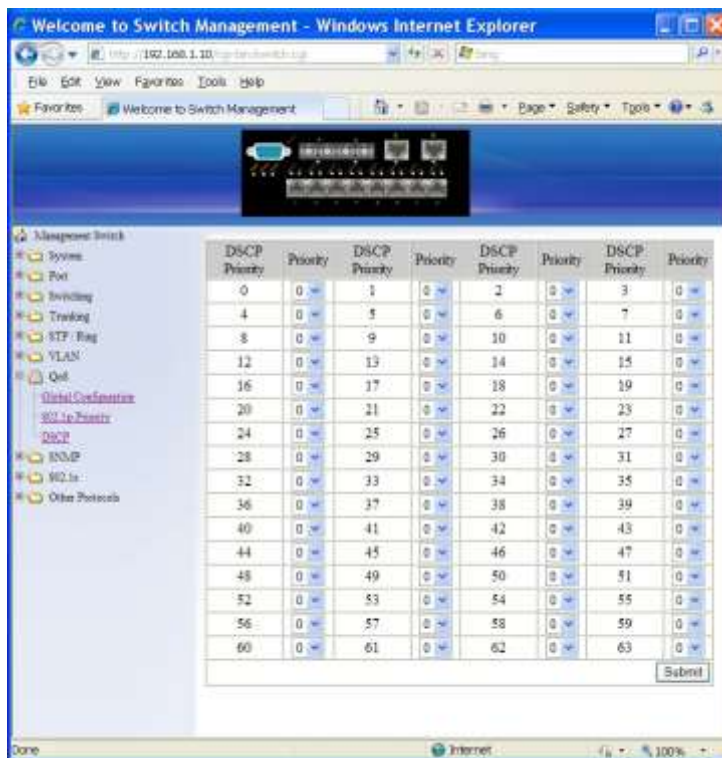 Welcome to Switch Management - Windows Internet Explorer
192.168.1.10
File Edit View Favorites Tools Help
Favorites Welcome to Switch Management Page Safety Tools
Management Switch
System
Port
Switching
Trunking
STP / Ring
VLAN
QoS
Global Configuration
802.1p Priority
DSCP
SNMP
802.1x
Other Protocols
DSCP Priority Priority DSCP Priority Priority DSCP Priority Priority DSCP Priority Priority
0 0 1 0 2 0 3 0
4 0 5 0 6 0 7 0
8 0 9 0 10 0 11 0
12 0 13 0 14 0 15 0
16 0 17 0 18 0 19 0
20 0 21 0 22 0 23 0
24 0 25 0 26 0 27 0
28 0 29 0 30 0 31 0
32 0 33 0 34 0 35 0
36 0 37 0 38 0 39 0
40 0 41 0 42 0 43 0
44 0 45 0 46 0 47 0
48 0 49 0 50 0 51 0
52 0 53 0 54 0 55 0
56 0 57 0 58 0 59 0
60 0 61 0 62 0 63 0
Submit
Done Internet 100%